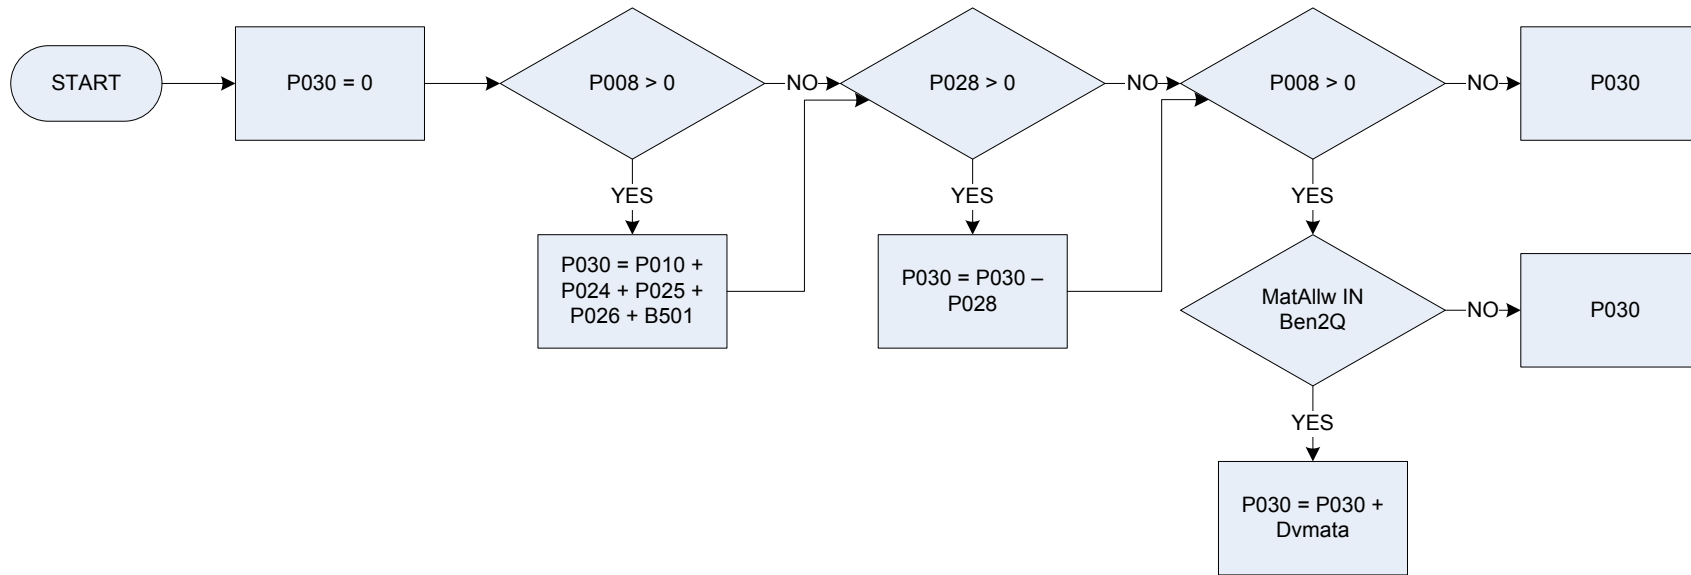 START
P030 = 0
P008 > 0
NO
P028 > 0
NO
P008 > 0
NO
P030
YES
YES
YES
P030 = P010 +
P024 + P025 +
P026 + B501
P030 = P030 –
P028
MatAllw IN
Ben2Q
NO
P030
YES
P030 = P030 +
Dvmata